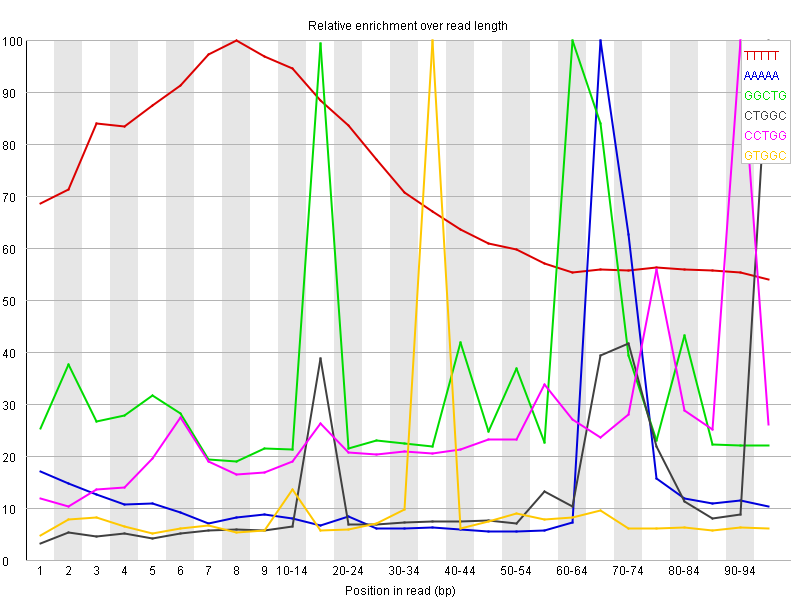 Relative enrichment over read length
100
90
80
70
60
50
40
30
20
10
0
TTTTT
AAAAA
GGCTG
CTGGC
CCTGG
GTGGC
1 2 3 4 5 6 7 8 9 10-14 20-24 30-34 40-44 50-54 60-64 70-74 80-84 90-94
Position in read (bp)